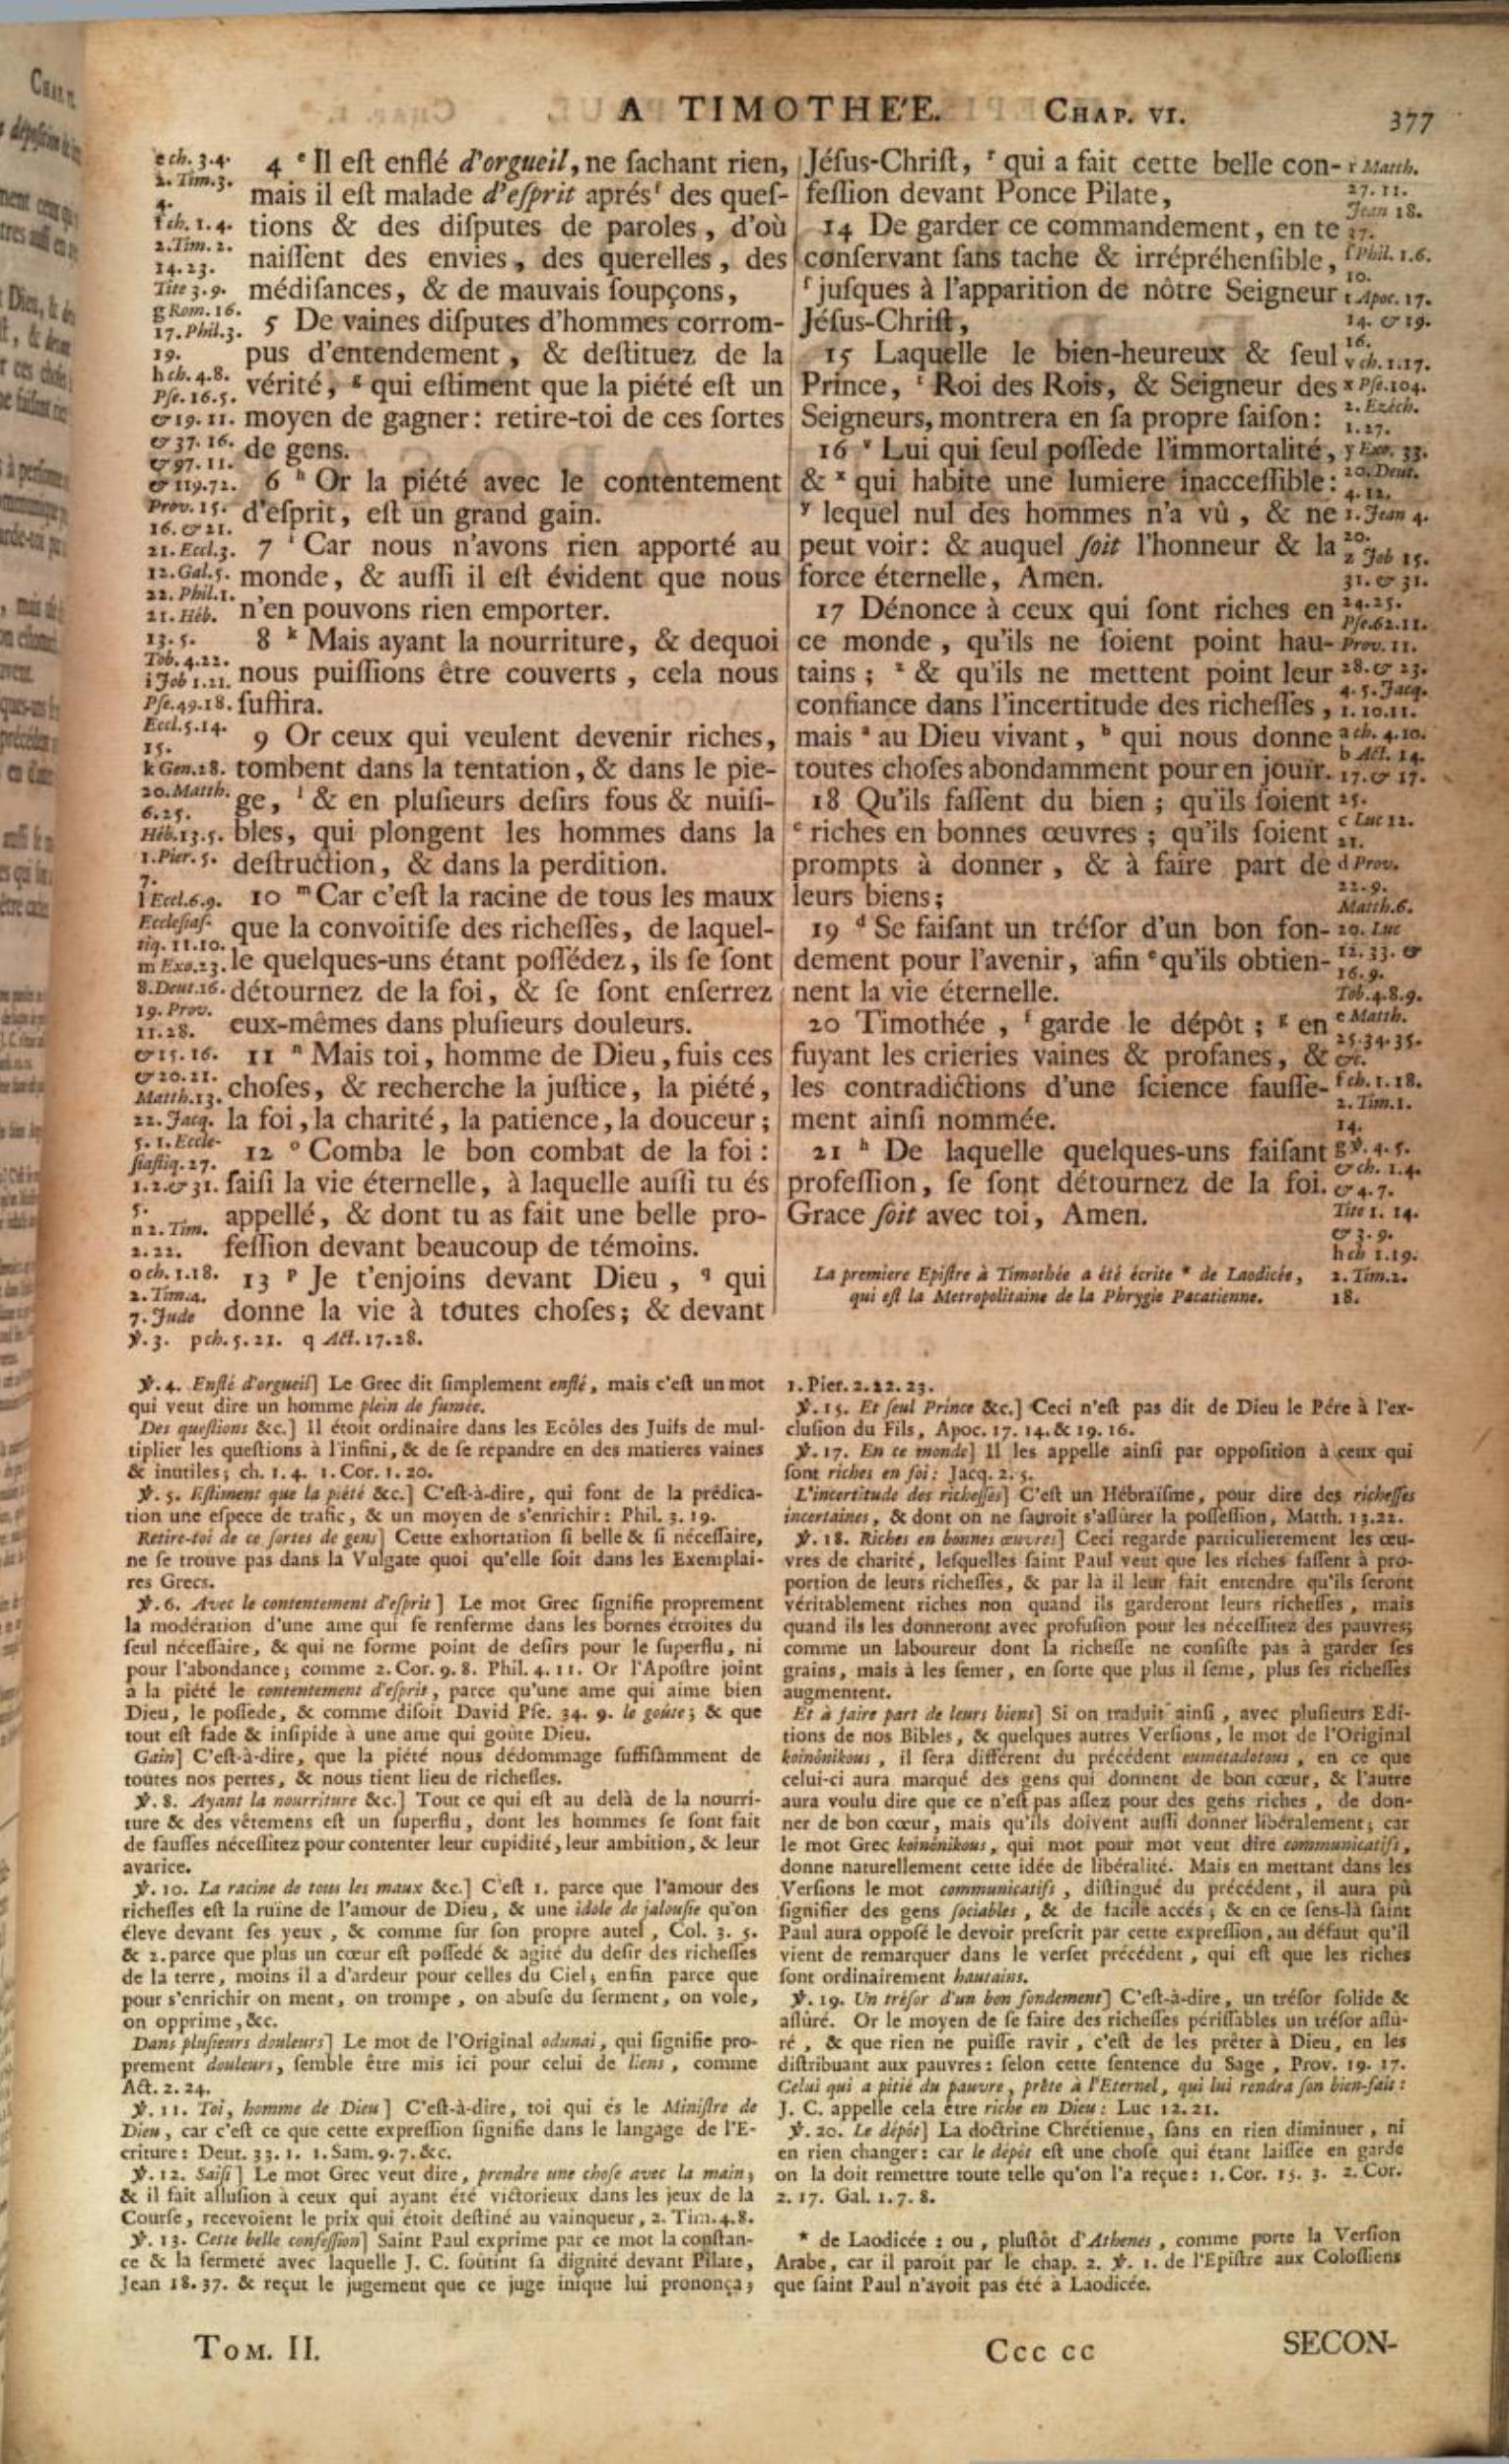 A TIMOTHE'E. CHAP. VI. 377
4 ᵉ Il eſt enflé d'orgueil, ne ſachant rien,
mais il eſt malade d'eſprit aprés ᶠ des queſ-
tions & des diſputes de paroles, d'où
naiſſent des envies, des querelles, des
médiſances, & de mauvais ſoupçons,
5 De vaines diſputes d'hommes corrom-
pus d'entendement, & deſtituez de la
vérité, ᵍ qui eſtiment que la piété eſt un
moyen de gagner: retire-toi de ces ſortes
de gens.
6 ʰ Or la piété avec le contentement
d'eſprit, eſt un grand gain.
7 ⁱ Car nous n'avons rien apporté au
monde, & auſſi il eſt évident que nous
n'en pouvons rien emporter.
8 ᵏ Mais ayant la nourriture, & dequoi
nous puiſſions être couverts, cela nous
ſuffira.
9 Or ceux qui veulent devenir riches,
tombent dans la tentation, & dans le pie-
ge, ˡ & en pluſieurs deſirs fous & nuiſi-
bles, qui plongent les hommes dans la
deſtruction, & dans la perdition.
10 ᵐ Car c'eſt la racine de tous les maux
que la convoitiſe des richeſſes, de laquel-
le quelques-uns étant poſſédez, ils ſe ſont
détournez de la foi, & ſe ſont enſerrez
eux-mêmes dans pluſieurs douleurs.
11 ⁿ Mais toi, homme de Dieu, fuis ces
choſes, & recherche la juſtice, la piété,
la foi, la charité, la patience, la douceur;
12 ᵒ Comba le bon combat de la foi:
ſaiſi la vie éternelle, à laquelle auſſi tu és
appellé, & dont tu as fait une belle pro-
feſſion devant beaucoup de témoins.
13 ᵖ Je t'enjoins devant Dieu, ᑫ qui
donne la vie à toutes choſes; & devant
e ch. 3.4.
2. Tim.3.
4.
f ch. 1.4.
2.Tim. 2.
14.23.
Tite 3.9.
g Rom. 16.
17. Phil.3.
19.
h ch. 4.8.
Pſe. 16.5.
& 19. 11.
& 37. 16.
& 97. 11.
& 119.72.
Prov. 15.
16. & 21.
21. Eccl.3.
12. Gal.5.
22. Phil.1.
21. Héb.
13.5.
Tob. 4.22.
i Job 1.21.
Pſe.49.18.
Eccl.5.14.
15.
k Gen.28.
20. Matth.
6.25.
Héb.13.5.
1.Pier. 5.
7.
l Eccl.6.9.
Eccleſiaſ-
tiq. 11.10.
m Exo.23.
8. Deut.16.
19. Prov.
11.28.
& 15. 16.
& 20.21.
Matth.13.
22. Jacq.
5. 1. Eccle-
ſiaſtiq. 27.
1.2.& 31.
5.
n 2. Tim.
2.22.
o ch. 1.18.
2. Tim.4.
7. Jude
℣.3. p ch. 5.21. q Act. 17.28.
Jéſus-Chriſt, ʳ qui a fait cette belle con-
feſſion devant Ponce Pilate,
14 De garder ce commandement, en te
conſervant ſans tache & irrépréhenſible,
ᶠ juſques à l'apparition de nôtre Seigneur
Jéſus-Chriſt,
15 Laquelle le bien-heureux & ſeul
Prince, ᵗ Roi des Rois, & Seigneur des
Seigneurs, montrera en ſa propre ſaiſon:
16 ᵛ Lui qui ſeul poſſede l'immortalité,
& ˣ qui habite une lumiere inacceſſible:
ʸ lequel nul des hommes n'a vû, & ne
peut voir: & auquel ſoit l'honneur & la
force éternelle, Amen.
17 Dénonce à ceux qui ſont riches en
ce monde, qu'ils ne ſoient point hau-
tains; ᶻ & qu'ils ne mettent point leur
confiance dans l'incertitude des richeſſes,
mais ᵃ au Dieu vivant, ᵇ qui nous donne
toutes choſes abondamment pour en jouïr.
18 Qu'ils faſſent du bien; qu'ils ſoient
ᶜ riches en bonnes œuvres; qu'ils ſoient
prompts à donner, & à faire part de
leurs biens;
19 ᵈ Se faiſant un tréſor d'un bon fon-
dement pour l'avenir, afin ᵉ qu'ils obtien-
nent la vie éternelle.
20 Timothée, ᶠ garde le dépôt; ᵍ en
fuyant les crieries vaines & profanes, &
les contradictions d'une ſcience fauſſe-
ment ainſi nommée.
21 ʰ De laquelle quelques-uns faiſant
profeſſion, ſe ſont détournez de la foi.
Grace ſoit avec toi, Amen.
La premiere Epiſtre à Timothée a été écrite * de Laodicée,
qui eſt la Metropolitaine de la Phrygie Pacatienne.
r Matth.
27. 11.
Jean 18.
37.
ſ Phil. 1.6.
10.
t Apoc. 17.
14. & 19.
16.
v ch. 1.17.
x Pſe.104.
2. Ezéch.
1.27.
y Exo. 33.
20. Deut.
4. 12.
1. Jean 4.
20.
z Job 15.
31. & 31.
24.25.
Pſe.62.11.
Prov. 11.
28. & 23.
4. 5. Jacq.
1. 10.11.
a ch. 4.10.
b Act. 14.
17. & 17.
25.
c Luc 12.
21.
d Prov.
22.9.
Matth.6.
20. Luc
12. 33. &
16.9.
Tob.4.8.9.
e Matth.
25.34.35.
&c.
f ch. 1. 18.
2. Tim.1.
14.
g ℣. 4. 5.
& ch. 1.4.
& 4.7.
Tite 1. 14.
& 3.9.
h ch 1.19.
2. Tim.2.
18.
℣. 4. Enflé d'orgueil] Le Grec dit ſimplement enflé, mais c'eſt un mot
qui veut dire un homme plein de fumée.
Des queſtions &c.] Il étoit ordinaire dans les Ecôles des Juifs de mul-
tiplier les queſtions à l'infini, & de ſe répandre en des matieres vaines
& inutiles; ch. 1.4. 1.Cor. 1.20.
℣. 5. Eſtiment que la piété &c.] C'eſt-à-dire, qui font de la prédica-
tion une eſpece de trafic, & un moyen de s'enrichir: Phil. 3. 19.
Retire-toi de ce ſortes de gens] Cette exhortation ſi belle & ſi néceſſaire,
ne ſe trouve pas dans la Vulgate quoi qu'elle ſoit dans les Exemplai-
res Grecs.
℣. 6. Avec le contentement d'eſprit] Le mot Grec ſignifie proprement
la modération d'une ame qui ſe renferme dans les bornes étroites du
ſeul néceſſaire, & qui ne forme point de deſirs pour le ſuperflu, ni
pour l'abondance; comme 2. Cor. 9. 8. Phil. 4. 11. Or l'Apoſtre joint
à la piété le contentement d'eſprit, parce qu'une ame qui aime bien
Dieu, le poſſede, & comme diſoit David Pſe. 34. 9. le goûte; & que
tout eſt fade & inſipide à une ame qui goûte Dieu.
Gain] C'eſt-à-dire, que la piété nous dédommage ſuffiſamment de
toutes nos pertes, & nous tient lieu de richeſſes.
℣. 8. Ayant la nourriture &c.] Tout ce qui eſt au delà de la nourri-
ture & des vêtemens eſt un ſuperflu, dont les hommes ſe ſont fait
de fauſſes néceſſitez pour contenter leur cupidité, leur ambition, & leur
avarice.
℣. 10. La racine de tous les maux &c.] C'eſt 1. parce que l'amour des
richeſſes eſt la ruïne de l'amour de Dieu, & une idole de jalouſie qu'on
éleve devant ſes yeux, & comme ſur ſon propre autel, Col. 3. 5.
& 2. parce que plus un cœur eſt poſſedé & agité du deſir des richeſſes
de la terre, moins il a d'ardeur pour celles du Ciel; enfin parce que
pour s'enrichir on ment, on trompe, on abuſe du ſerment, on vole,
on opprime, &c.
Dans pluſieurs douleurs] Le mot de l'Original odunai, qui ſignifie pro-
prement douleurs, ſemble être mis ici pour celui de liens, comme
Act. 2. 24.
℣. 11. Toi, homme de Dieu] C'eſt-à-dire, toi qui és le Miniſtre de
Dieu, car c'eſt ce que cette expreſſion ſignifie dans le langage de l'E-
criture: Deut. 33. 1. 1. Sam. 9. 7. &c.
℣. 12. Saiſi] Le mot Grec veut dire, prendre une choſe avec la main;
& il fait alluſion à ceux qui ayant été victorieux dans les jeux de la
Courſe, recevoient le prix qui étoit deſtiné au vainqueur, 2. Tim.4.8.
℣. 13. Cette belle confeſſion] Saint Paul exprime par ce mot la conſtan-
ce & la fermeté avec laquelle J. C. ſoûtint ſa dignité devant Pilate,
Jean 18. 37. & reçut le jugement que ce juge inique lui prononça;
1. Pier. 2. 22. 23.
℣. 15. Et ſeul Prince &c.] Ceci n'eſt pas dit de Dieu le Pére à l'ex-
cluſion du Fils, Apoc. 17. 14. & 19. 16.
℣. 17. En ce monde] Il les appelle ainſi par oppoſition à ceux qui
ſont riches en foi: Jacq. 2. 5.
L'incertitude des richeſſes] C'eſt un Hébraïſme, pour dire des richeſſes
incertaines, & dont on ne ſauroit s'aſſûrer la poſſeſſion, Matth. 13.22.
℣. 18. Riches en bonnes œuvres] Ceci regarde particulierement les œu-
vres de charité, leſquelles ſaint Paul veut que les riches faſſent à pro-
portion de leurs richeſſes, & par là il leur fait entendre qu'ils ſeront
véritablement riches non quand ils garderont leurs richeſſes, mais
quand ils les donneront avec profuſion pour les néceſſitez des pauvres;
comme un laboureur dont la richeſſe ne conſiſte pas à garder ſes
grains, mais à les ſemer, en ſorte que plus il ſeme, plus ſes richeſſes
augmentent.
Et à faire part de leurs biens] Si on traduit ainſi, avec pluſieurs Edi-
tions de nos Bibles, & quelques autres Verſions, le mot de l'Original
koinônikous, il ſera différent du précédent eumetadotous, en ce que
celui-ci aura marqué des gens qui donnent de bon cœur, & l'autre
aura voulu dire que ce n'eſt pas aſſez pour des gens riches, de don-
ner de bon cœur, mais qu'ils doivent auſſi donner libéralement; car
le mot Grec koinônikous, qui mot pour mot veut dire communicatifs,
donne naturellement cette idée de libéralité. Mais en mettant dans les
Verſions le mot communicatifs, diſtingué du précédent, il aura pû
ſignifier des gens ſociables, & de facile accés; & en ce ſens-là ſaint
Paul aura oppoſé le devoir preſcrit par cette expreſſion, au défaut qu'il
vient de remarquer dans le verſet précédent, qui eſt que les riches
ſont ordinairement hautains.
℣. 19. Un tréſor d'un bon fondement] C'eſt-à-dire, un tréſor ſolide &
aſſûré. Or le moyen de ſe faire des richeſſes périſſables un tréſor aſſû-
ré, & que rien ne puiſſe ravir, c'eſt de les prêter à Dieu, en les
diſtribuant aux pauvres: ſelon cette ſentence du Sage, Prov. 19. 17.
Celui qui a pitié du pauvre, prête à l'Eternel, qui lui rendra ſon bien-fait:
J. C. appelle cela être riche en Dieu: Luc 12.21.
℣. 20. Le dépôt] La doctrine Chrétienne, ſans en rien diminuer, ni
en rien changer: car le dépôt eſt une choſe qui étant laiſſée en garde
on la doit remettre toute telle qu'on l'a reçue: 1. Cor. 15. 3. 2. Cor.
2. 17. Gal. 1. 7. 8.
* de Laodicée: ou, pluſtôt d'Athenes, comme porte la Verſion
Arabe, car il paroît par le chap. 2. ℣. 1. de l'Epiſtre aux Coloſſiens
que ſaint Paul n'avoit pas été à Laodicée.
TOM. II. Ccc cc SECON-